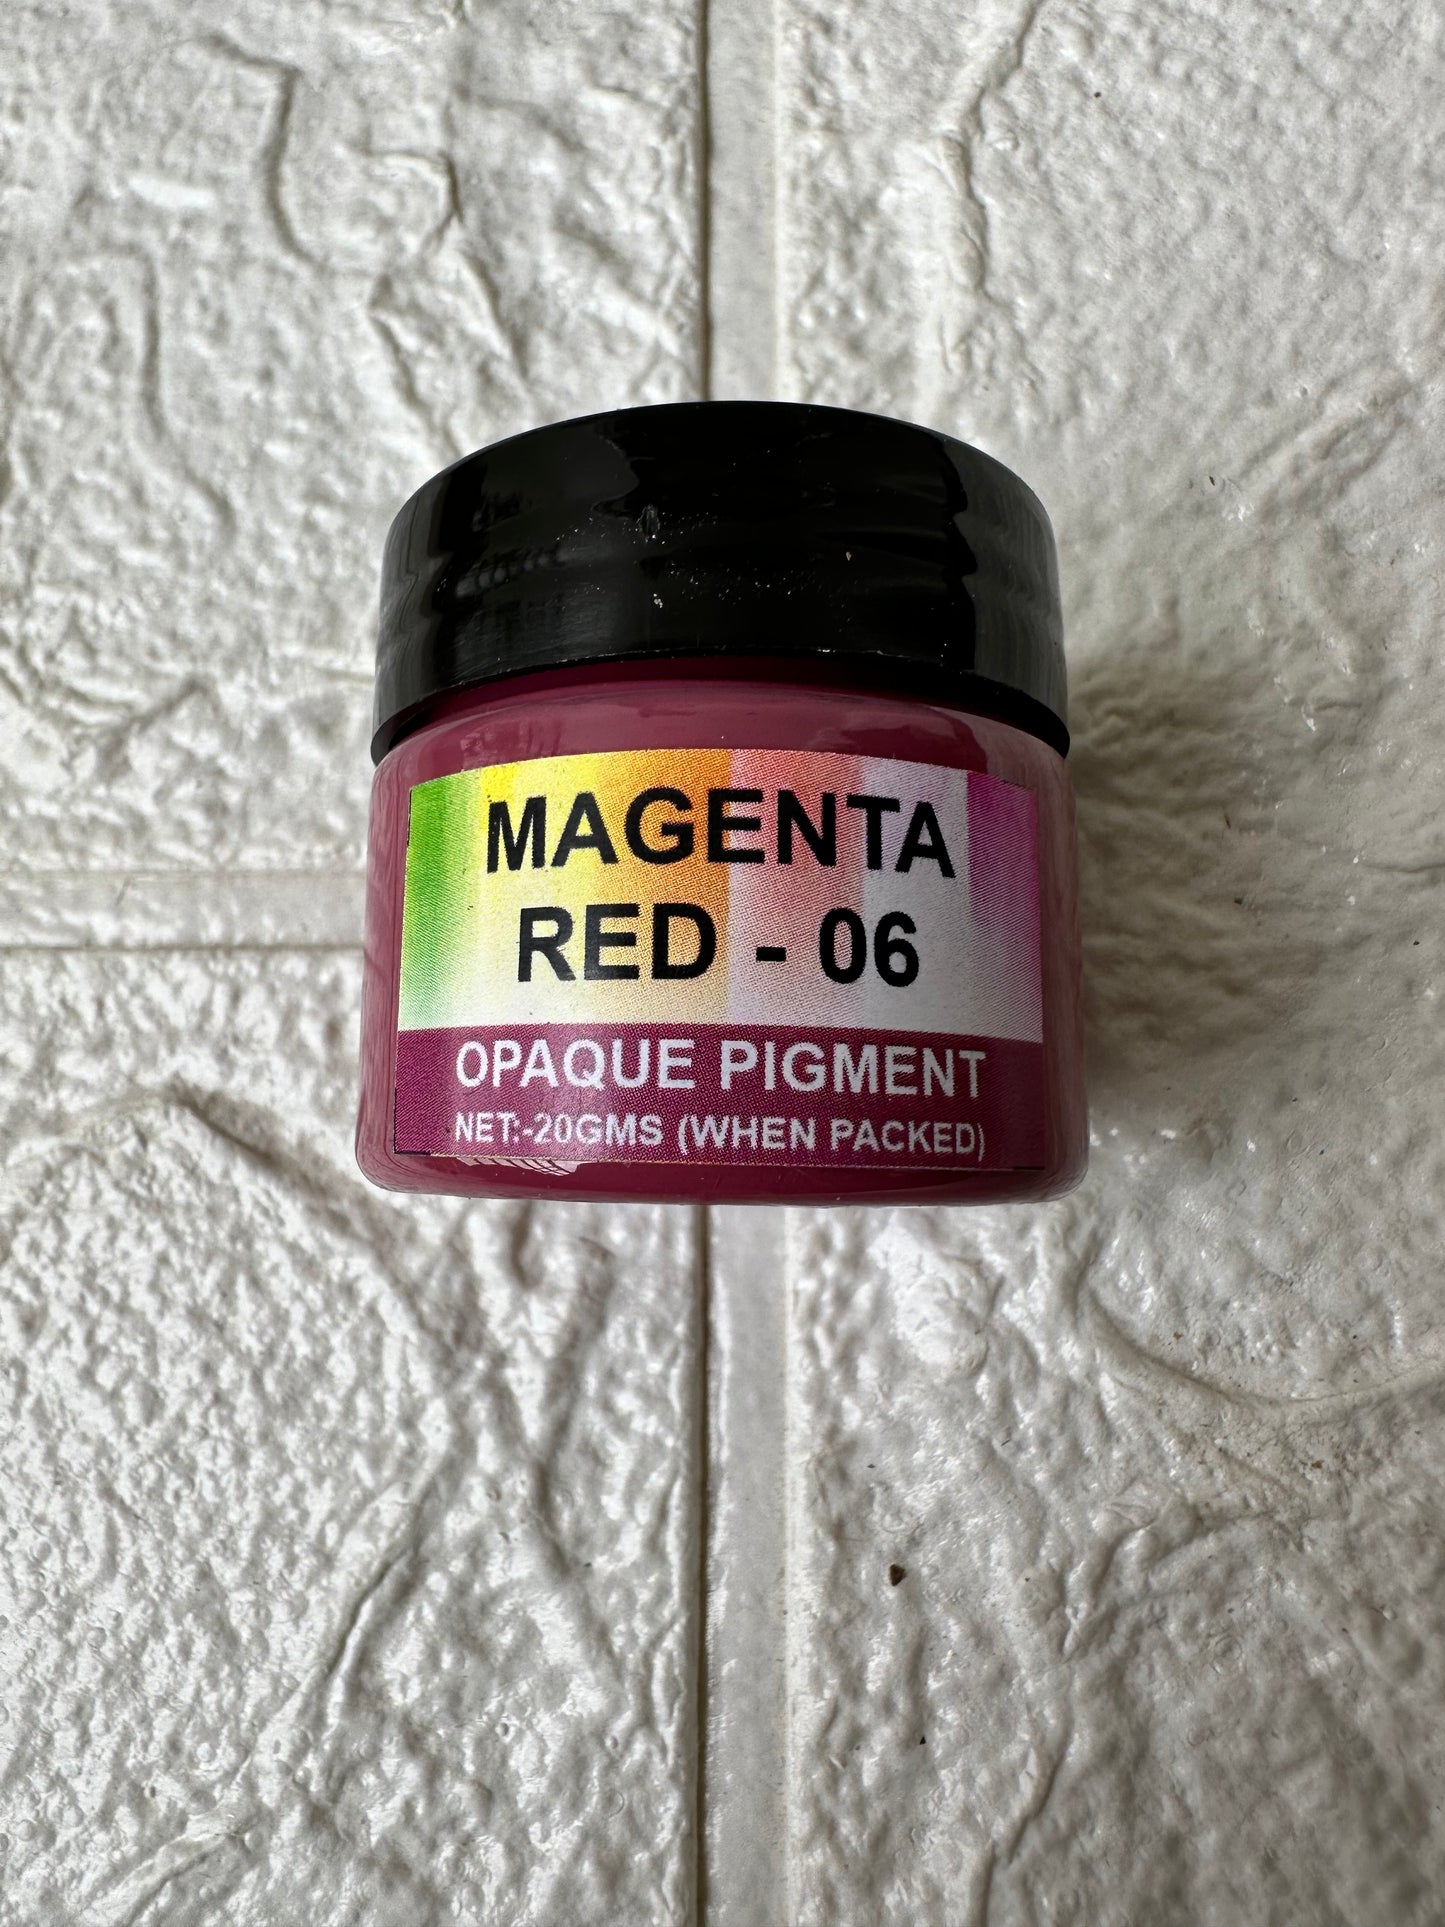 MAGENTA
RED - 06
OPAQUE PIGMENT
NET:-20GMS (WHEN PACKED)